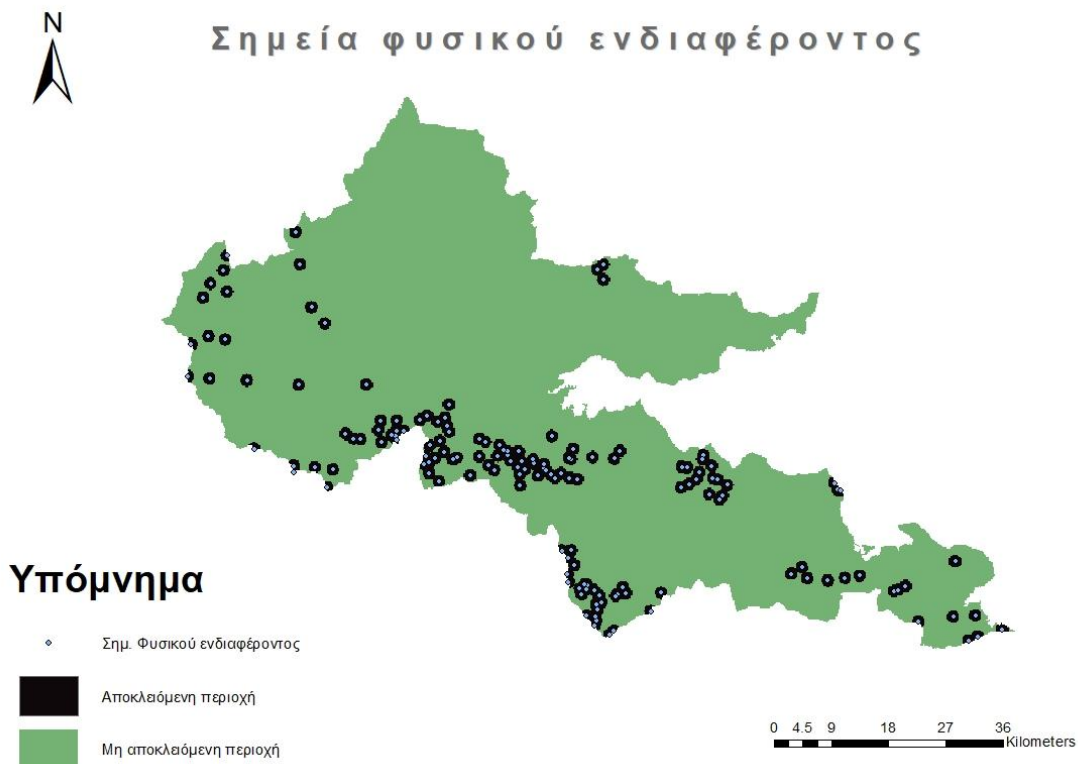 N
Σημεία φυσικού ενδιαφέροντος
Υπόμνημα
Σημ. Φυσικού ενδιαφέροντος
Αποκλειόμενη περιοχή
Μη αποκλειόμενη περιοχή
0 4.5 9 18 27 36
Kilometers